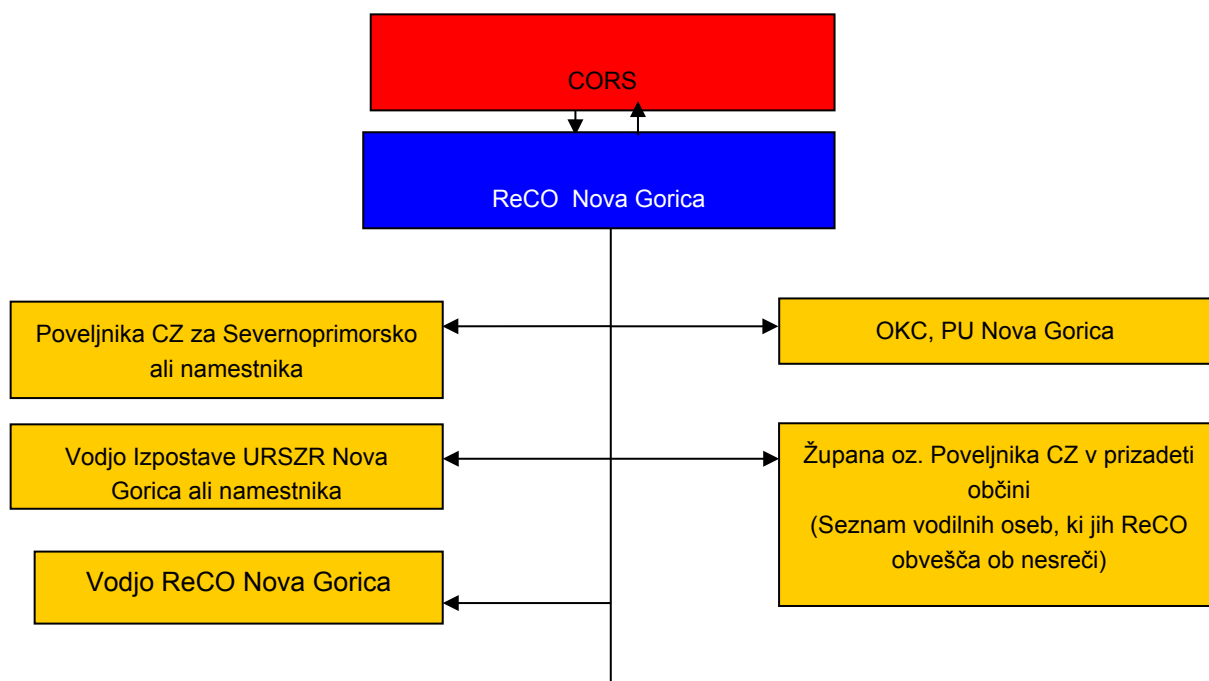 CORS
ReCO Nova Gorica
Poveljnika CZ za Severnoprimorsko
ali namestnika
OKC, PU Nova Gorica
Vodjo Izpostave URSZR Nova
Gorica ali namestnika
Župana oz. Poveljnika CZ v prizadeti
občini
(Seznam vodilnih oseb, ki jih ReCO
obvešča ob nesreči)
Vodjo ReCO Nova Gorica